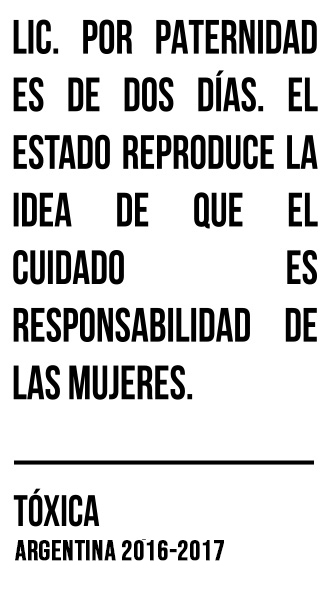 LIC. POR PATERNIDAD
ES DE DOS DÍAS. EL
ESTADO REPRODUCE LA
IDEA DE QUE EL
CUIDADO ES
RESPONSABILIDAD DE
LAS MUJERES.
TÓXICA
ARGENTINA 2016-2017